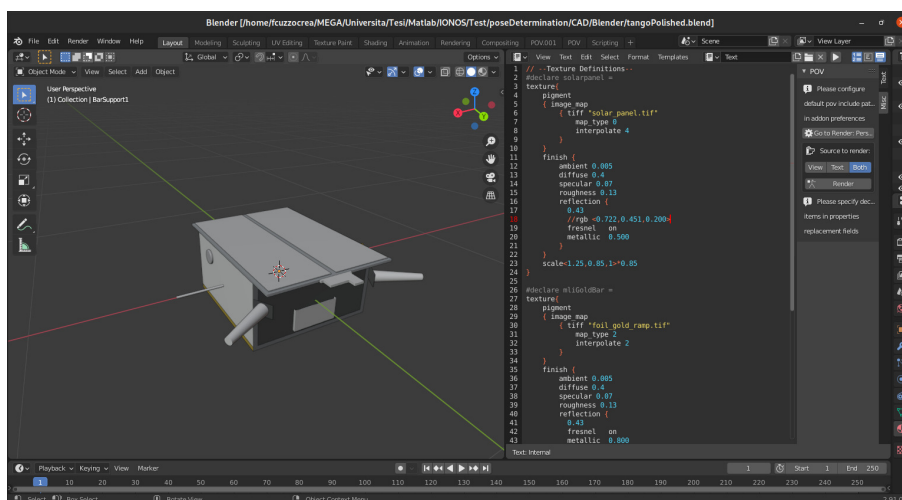 Blender [/home/fcuzzocrea/MEGA/Universita/Tesi/Matlab/IONOS/Test/poseDetermination/CAD/Blender/tangoPolished.blend]
File Edit Render Window Help Layout Modeling Sculpting UV Editing Texture Paint Shading Animation Rendering Compositing POV.001 POV Scripting + Scene View Layer
Global Options
View Text Edit Select Format Templates Text
Object Mode View Select Add Object
User Perspective
(1) Collection | BarSupport1
Z
Y
X
1 // --Texture Definitions--
2 #declare solarpanel =
3 texture{
4 pigment
5 { image_map
6 { tiff "solar_panel.tif"
7 map_type 0
8 interpolate 4
9 }
10 }
11 finish {
12 ambient 0.005
13 diffuse 0.4
14 specular 0.07
15 roughness 0.13
16 reflection {
17 0.43
18 //rgb <0.722,0.451,0.200>
19 fresnel on
20 metallic 0.500
21 }
22 }
23 scale<1.25,0.85,1>*0.85
24 }
25
26 #declare mliGoldBar =
27 texture{
28 pigment
29 { image_map
30 { tiff "foil_gold_ramp.tif"
31 map_type 2
32 interpolate 2
33 }
34 }
35 finish {
36 ambient 0.005
37 diffuse 0.4
38 specular 0.07
39 roughness 0.13
40 reflection {
41 0.43
42 fresnel on
43 metallic 0.800
Text: Internal
POV
Please configure
default pov include pat...
in addon preferences
Go to Render: Pers...
Source to render:
View Text Both
Render
Please specify dec...
items in properties
replacement fields
Text
Misc
Playback Keying View Marker 1 Start 1 End 250
1 10 20 30 40 50 60 70 80 90 100 110 120 130 140 150 160 170 180 190 200 210 220 230 240 250
Select Box Select Rotate View Object Context Menu